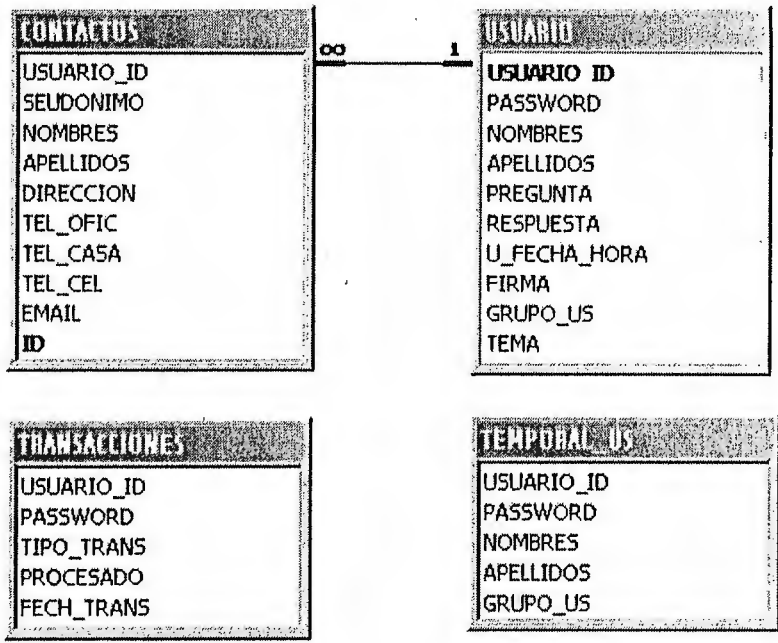 CONTACTOS
USUARIO_ID
SEUDONIMO
NOMBRES
APELLIDOS
DIRECCION
TEL_OFIC
TEL_CASA
TEL_CEL
EMAIL
ID
∞ 1
USUARIO
USUARIO ID
PASSWORD
NOMBRES
APELLIDOS
PREGUNTA
RESPUESTA
U_FECHA_HORA
FIRMA
GRUPO_US
TEMA
TRANSACCIONES
USUARIO_ID
PASSWORD
TIPO_TRANS
PROCESADO
FECH_TRANS
TEMPORAL_US
USUARIO_ID
PASSWORD
NOMBRES
APELLIDOS
GRUPO_US